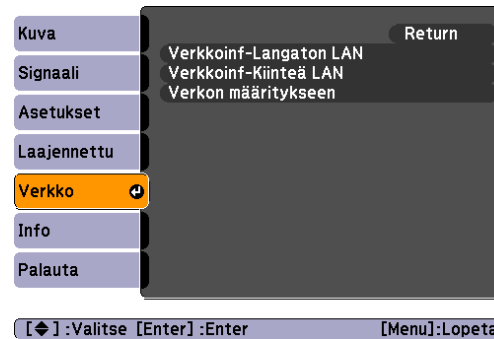 Kuva
Signaali
Asetukset
Laajennettu
Verkko
Info
Palauta
Return
Verkkoinf-Langaton LAN
Verkkoinf-Kiinteä LAN
Verkon määritykseen
[◆] :Valitse [Enter] :Enter [Menu]:Lopeta